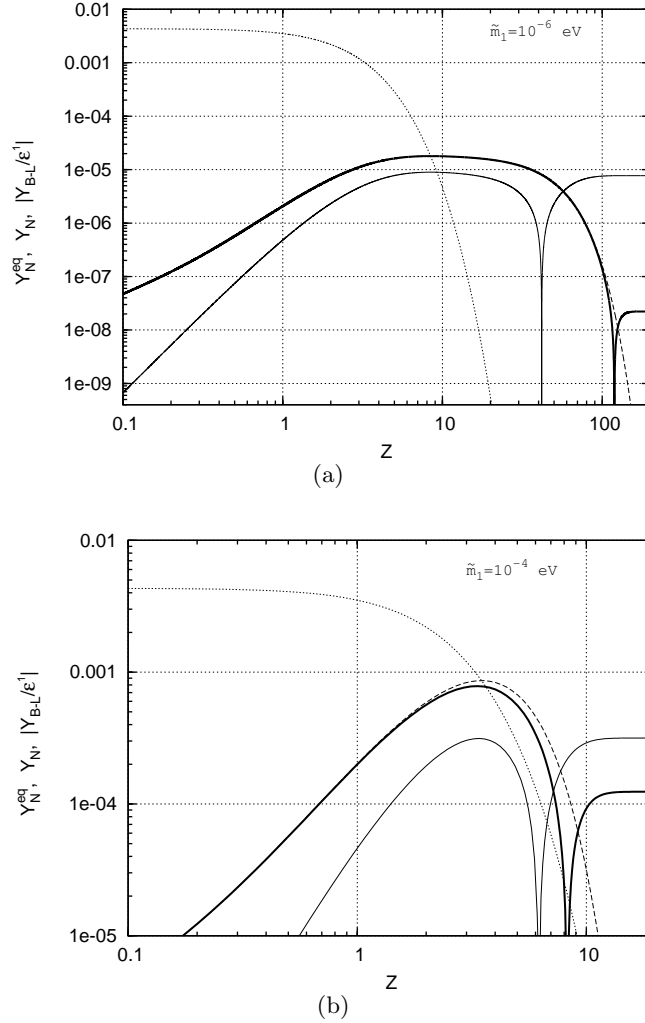 0.01
0.001
1e-04
1e-05
1e-06
1e-07
1e-08
1e-09
Y_N^eq, Y_N, |Y_B-L/ε^1|
m̃₁=10⁻⁶ eV
0.1 1 10 100
Z
(a)
0.01
0.001
1e-04
1e-05
Y_N^eq, Y_N, |Y_B-L/ε^1|
m̃₁=10⁻⁴ eV
0.1 1 10
Z
(b)